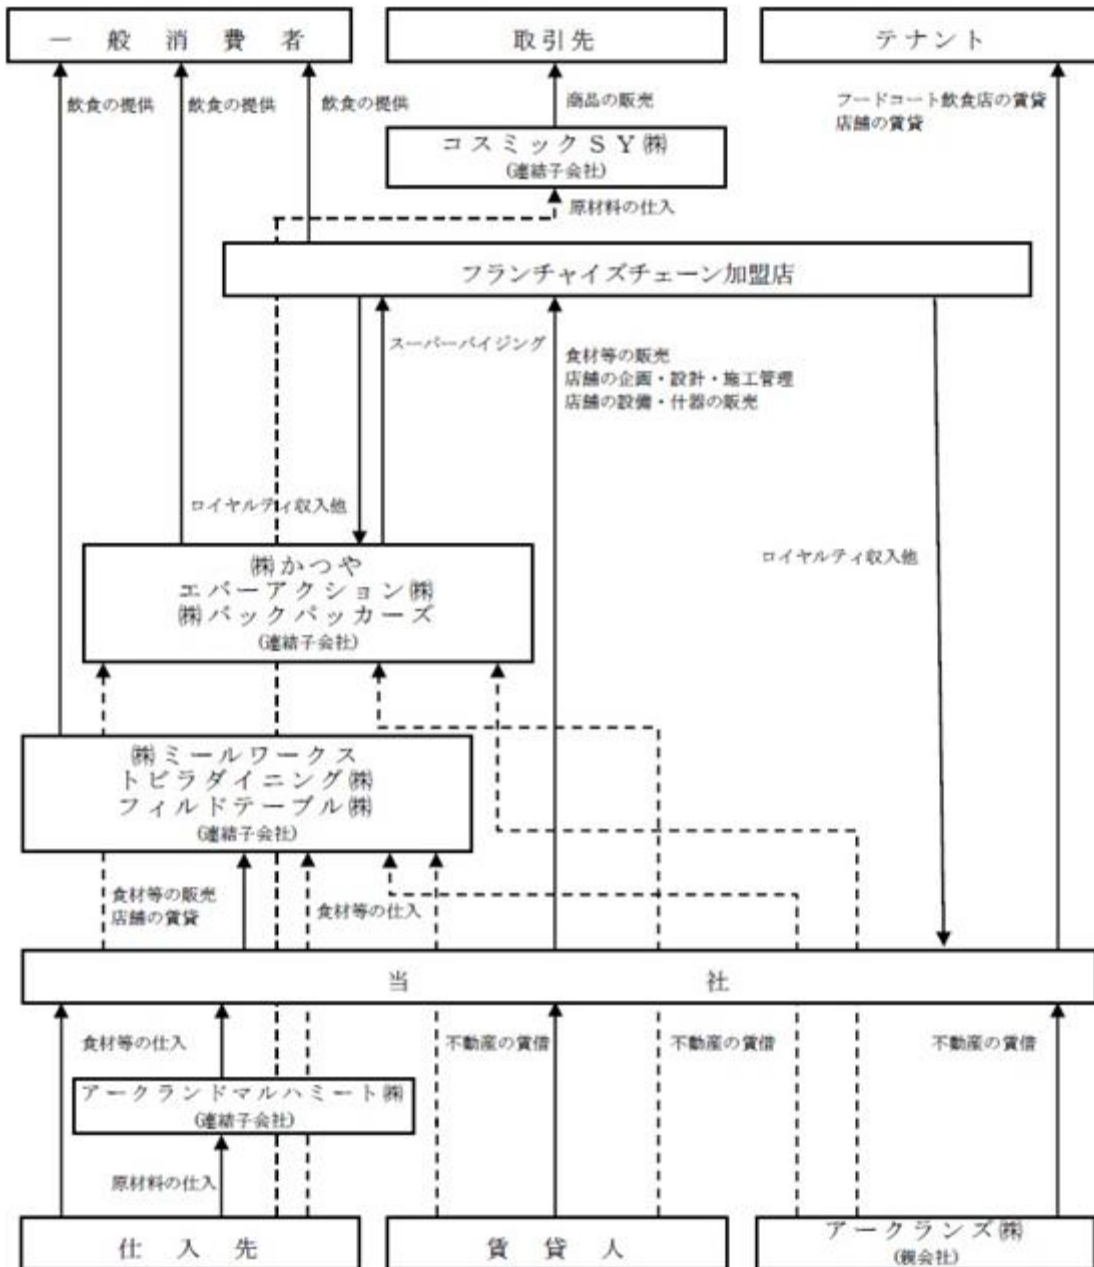 一般消費者
取引先
テナント
飲食の提供
飲食の提供
飲食の提供
商品の販売
フードコート飲食店の賃貸
店舗の賃貸
コスミックSY㈱
(連結子会社)
原材料の仕入
フランチャイズチェーン加盟店
スーパーバイジング
食材等の販売
店舗の企画・設計・施工管理
店舗の設備・什器の販売
ロイヤルティ収入他
ロイヤルティ収入他
㈱かつや
エバーアクション㈱
㈱バックパッカーズ
(連結子会社)
㈱ミールワークス
トビラダイニング㈱
フィルドテーブル㈱
(連結子会社)
食材等の販売
店舗の賃貸
食材等の仕入
当社
食材等の仕入
不動産の賃借
不動産の賃借
不動産の賃借
アークランドマルハミート㈱
(連結子会社)
原材料の仕入
仕入先
賃貸人
アークランズ㈱
(親会社)